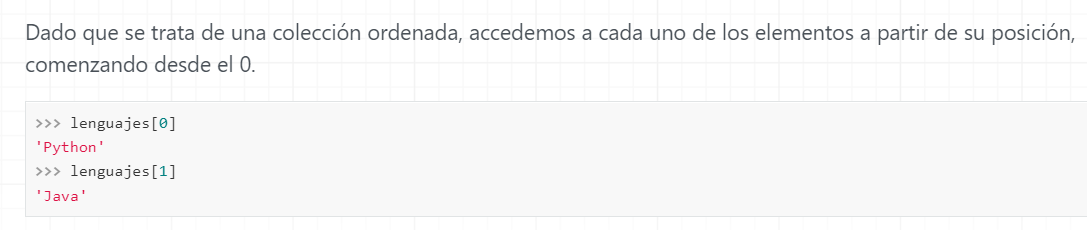 Dado que se trata de una colección ordenada, accedemos a cada uno de los elementos a partir de su posición,
comenzando desde el 0.
>>> lenguajes[0]
'Python'
>>> lenguajes[1]
'Java'